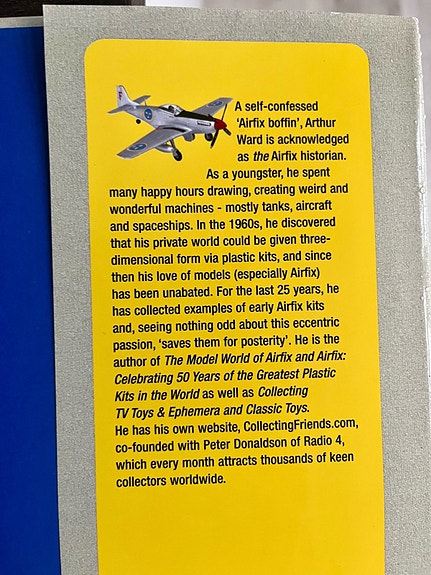 A self-confessed
'Airfix boffin', Arthur
Ward is acknowledged
as the Airfix historian.
As a youngster, he spent
many happy hours drawing, creating weird and
wonderful machines - mostly tanks, aircraft
and spaceships. In the 1960s, he discovered
that his private world could be given three-
dimensional form via plastic kits, and since
then his love of models (especially Airfix)
has been unabated. For the last 25 years, he
has collected examples of early Airfix kits
and, seeing nothing odd about this eccentric
passion, 'saves them for posterity'. He is the
author of The Model World of Airfix and Airfix:
Celebrating 50 Years of the Greatest Plastic
Kits in the World as well as Collecting
TV Toys & Ephemera and Classic Toys.
He has his own website, CollectingFriends.com,
co-founded with Peter Donaldson of Radio 4,
which every month attracts thousands of keen
collectors worldwide.